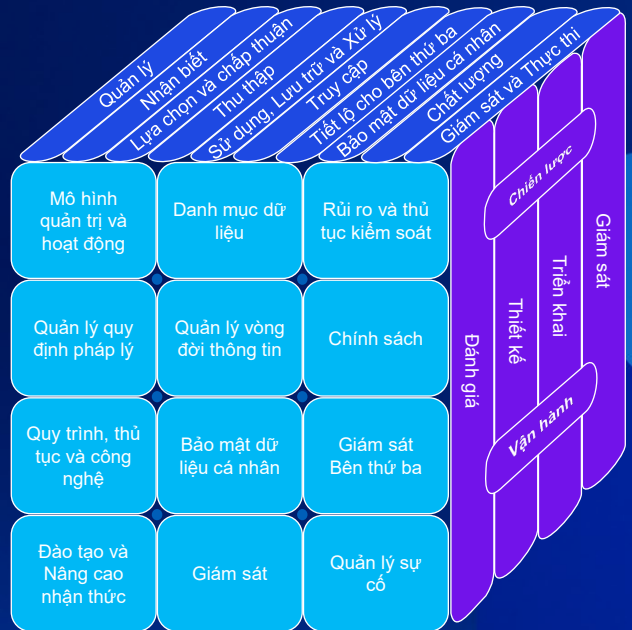 Quản lý
Nhận biết
Lựa chọn và chấp thuận
Thu thập
Sử dụng, Lưu trữ và Xử lý
Truy cập
Tiết lộ cho bên thứ ba
Bảo mật dữ liệu cá nhân
Chất lượng
Giám sát và Thực thi
Mô hình
quản trị và
hoạt động
Danh mục dữ
liệu
Rủi ro và thủ
tục kiểm soát
Quản lý quy
định pháp lý
Quản lý vòng
đời thông tin
Chính sách
Quy trình, thủ
tục và công
nghệ
Bảo mật dữ
liệu cá nhân
Giám sát
Bên thứ ba
Đào tạo và
Nâng cao
nhận thức
Giám sát
Quản lý sự
cố
Đánh giá
Thiết kế
Triển khai
Giám sát
Chiến lược
Vận hành